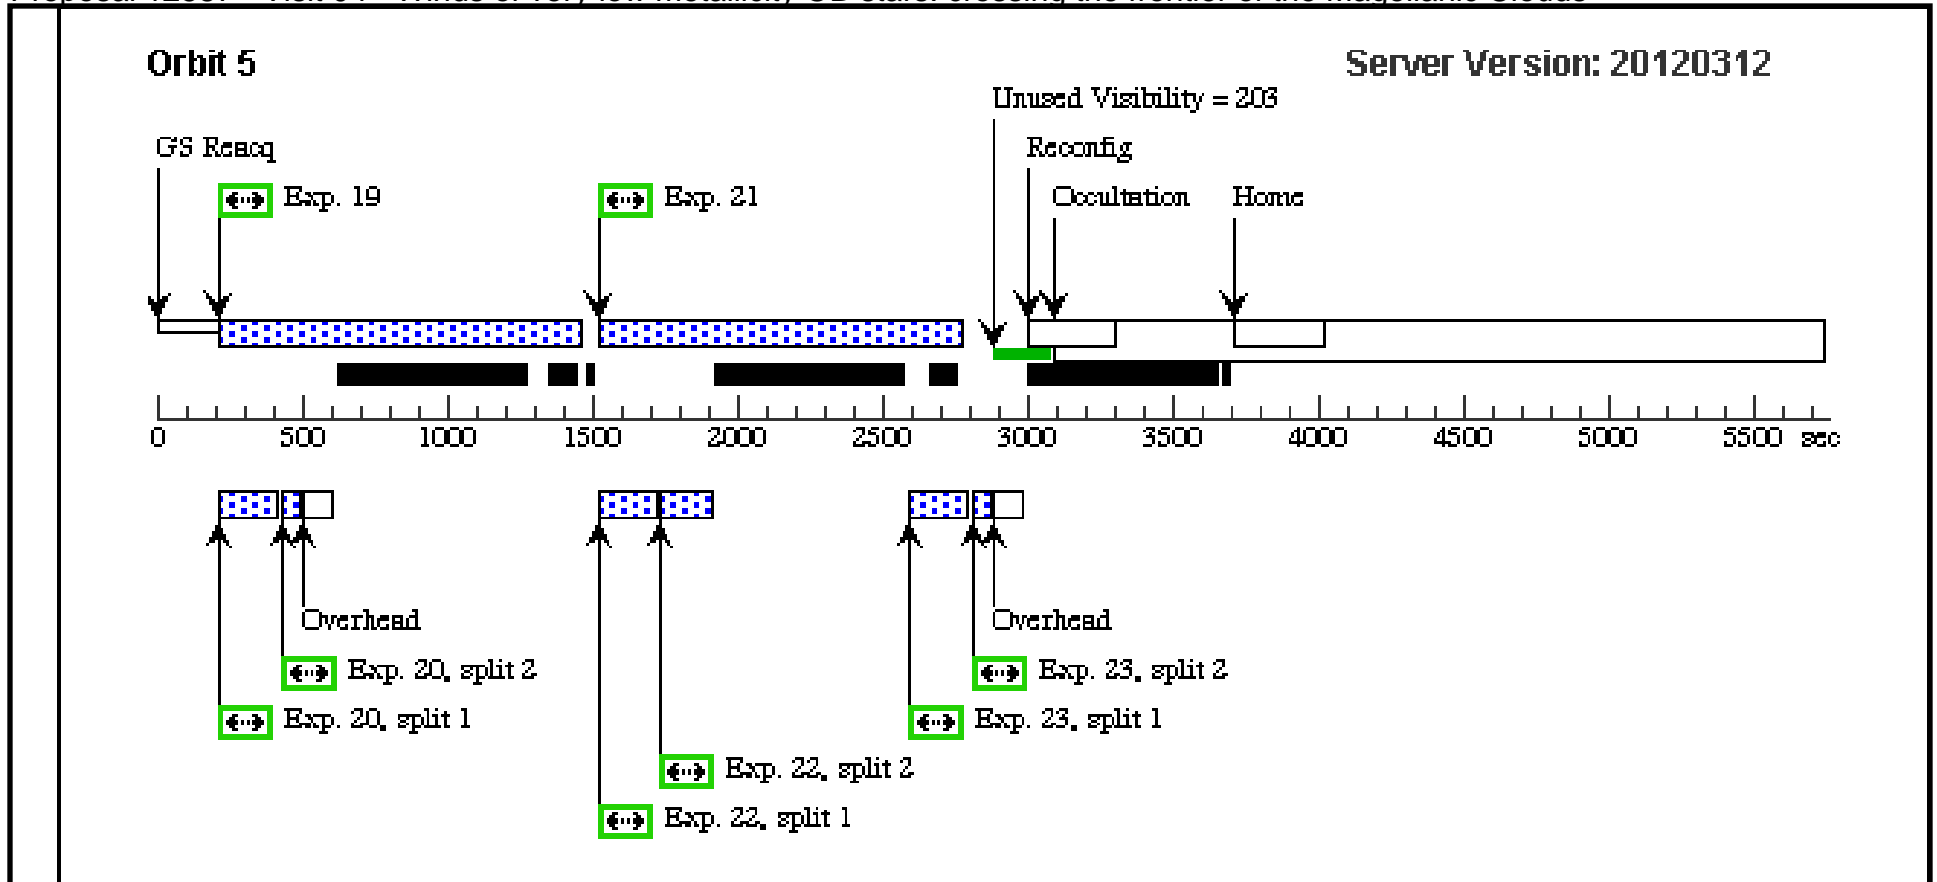 Orbit 5
Server Version: 20120312
Unused Visibility = 203
GS Reacq
Reconfig
Exp. 19
Exp. 21
Occultation
Home
0 500 1000 1500 2000 2500 3000 3500 4000 4500 5000 5500 sec
Overhead
Overhead
Exp. 20, split 2
Exp. 23, split 2
Exp. 20, split 1
Exp. 23, split 1
Exp. 22, split 2
Exp. 22, split 1